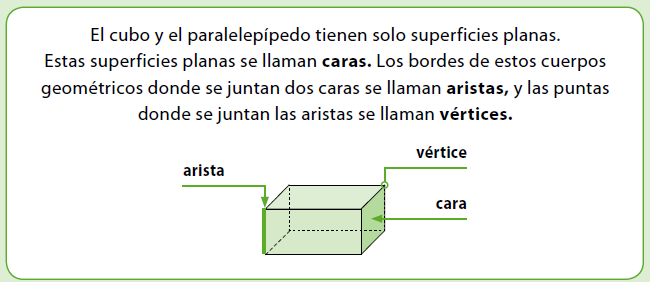 El cubo y el paralelepípedo tienen solo superficies planas.
Estas superficies planas se llaman caras. Los bordes de estos cuerpos
geométricos donde se juntan dos caras se llaman aristas, y las puntas
donde se juntan las aristas se llaman vértices.
vértice
arista
cara